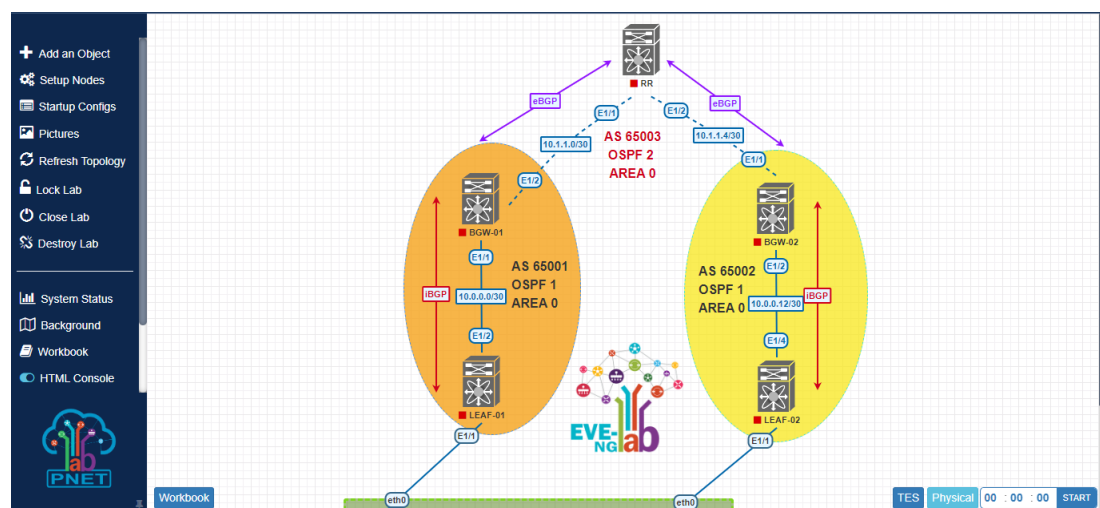 Add an Object
Setup Nodes
Startup Configs
Pictures
Refresh Topology
Lock Lab
Close Lab
Destroy Lab
System Status
Background
Workbook
HTML Console
lab
PNET
RR
eBGP
eBGP
E1/1
E1/2
10.1.1.0/30
10.1.1.4/30
AS 65003
OSPF 2
AREA 0
E1/2
E1/1
BGW-01
BGW-02
E1/1
E1/2
AS 65001
OSPF 1
AREA 0
AS 65002
OSPF 1
AREA 0
iBGP
10.0.0.0/30
10.0.0.12/30
iBGP
E1/2
E1/4
LEAF-01
LEAF-02
EVE-
NG
lab
E1/1
E1/1
eth0
eth0
Workbook
TES
Physical
00 : 00 : 00
START